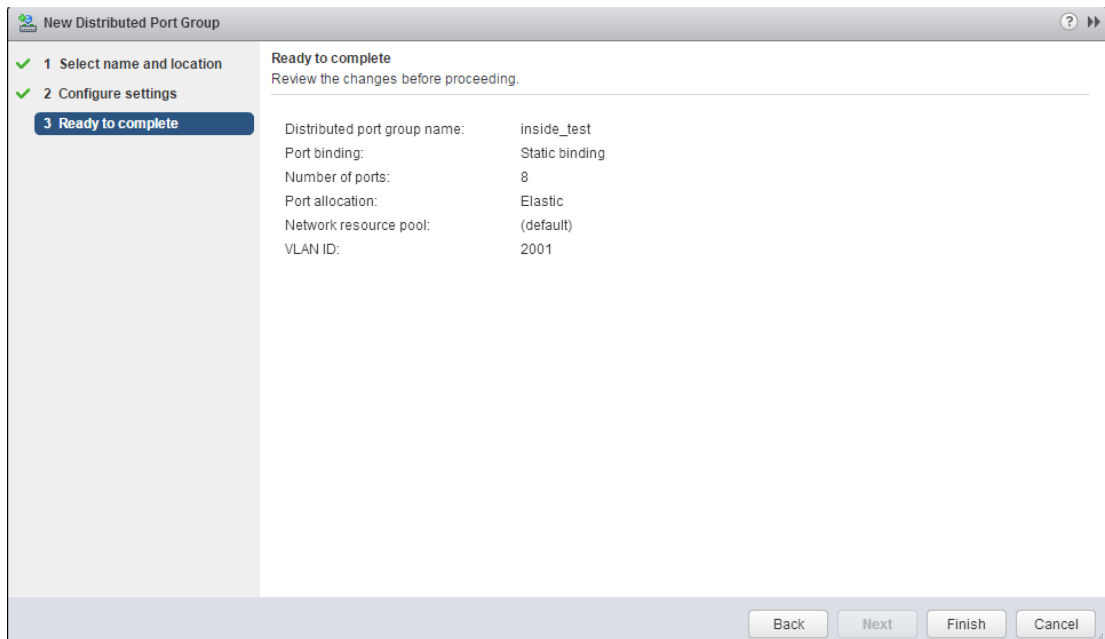 New Distributed Port Group
?
1 Select name and location
2 Configure settings
3 Ready to complete
Ready to complete
Review the changes before proceeding.
Distributed port group name: inside_test
Port binding: Static binding
Number of ports: 8
Port allocation: Elastic
Network resource pool: (default)
VLAN ID: 2001
Back Next Finish Cancel